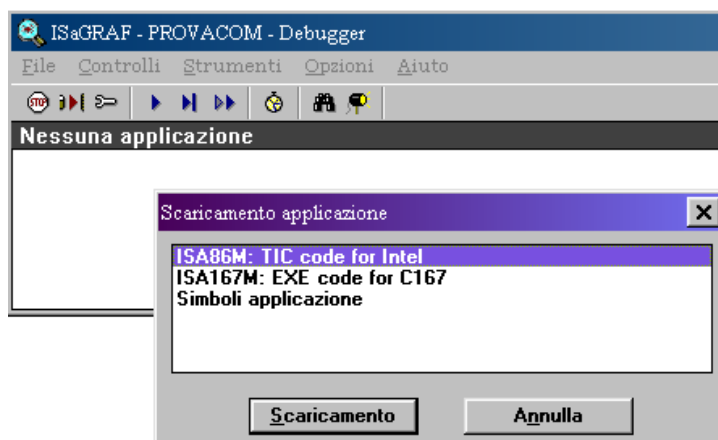 ISaGRAF - PROVACOM - Debugger
File Controlli Strumenti Opzioni Aiuto
STOP
Nessuna applicazione
Scaricamento applicazione
ISA86M: TIC code for Intel
ISA167M: EXE code for C167
Simboli applicazione
Scaricamento Annulla